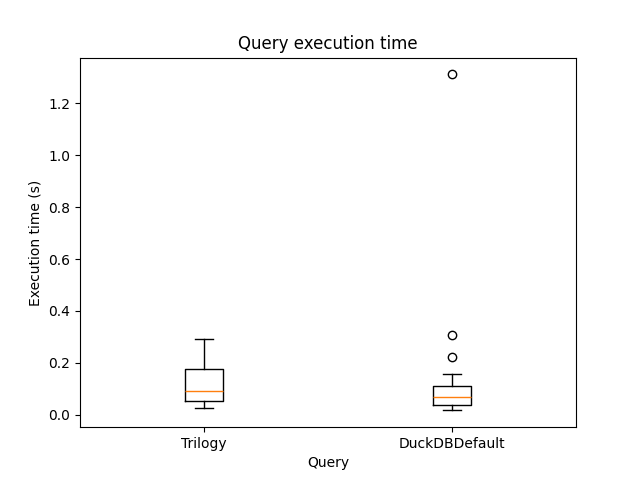 Query execution time
Execution time (s)
1.2
1.0
0.8
0.6
0.4
0.2
0.0
Trilogy
DuckDBDefault
Query